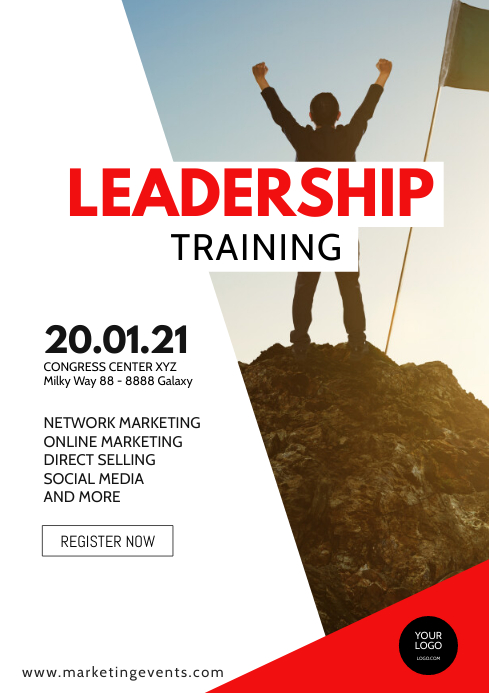 LEADERSHIP
TRAINING
20.01.21
CONGRESS CENTER XYZ
Milky Way 88 - 8888 Galaxy
NETWORK MARKETING
ONLINE MARKETING
DIRECT SELLING
SOCIAL MEDIA
AND MORE
REGISTER NOW
YOUR
LOGO
LOGO.COM
www.marketingevents.com